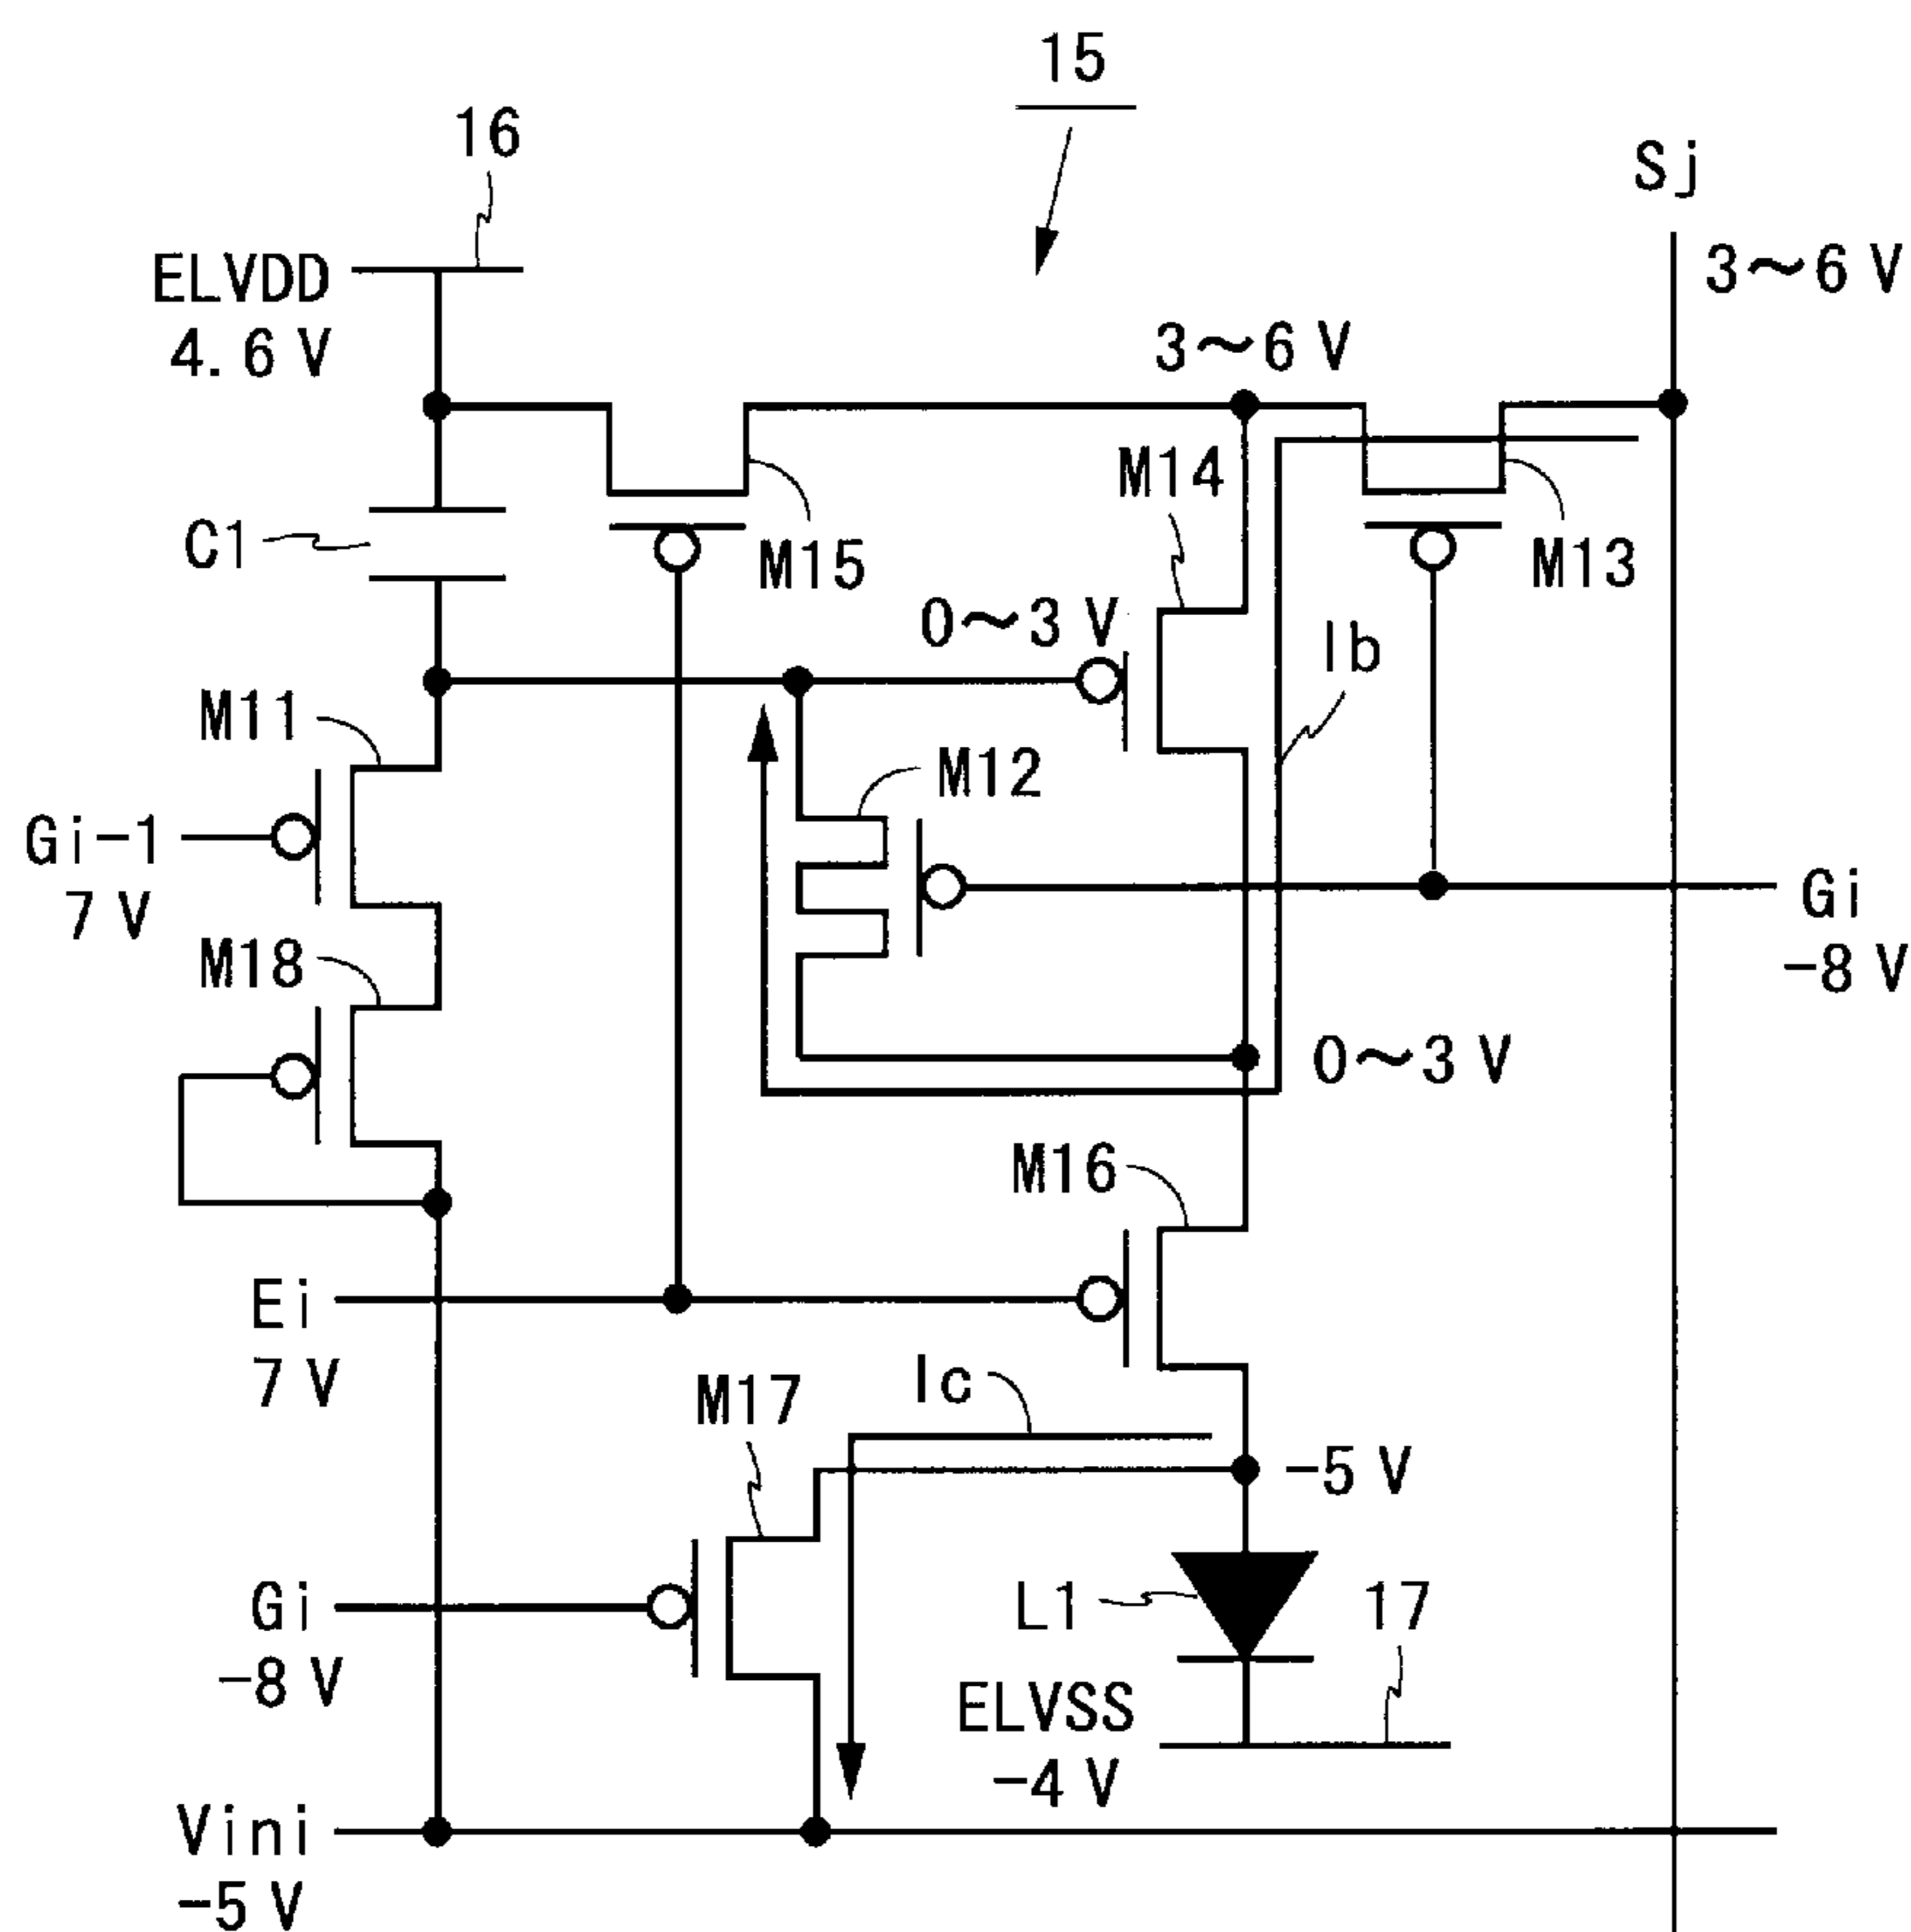 15
16
Sj
ELVDD
4.6 V
3~6 V
3~6 V
M14
C1
M15
M13
0~3 V
Ib
M11
M12
Gi-1
7 V
Gi
-8 V
M18
0~3 V
M16
Ei
7 V
Ic
M17
-5 V
Gi
-8 V
L1
17
ELVSS
-4 V
Vini
-5 V